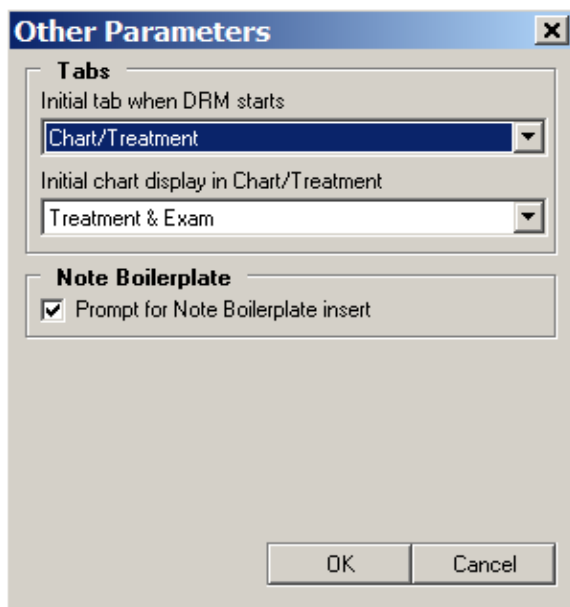 Other Parameters
Tabs
Initial tab when DRM starts
Chart/Treatment
Initial chart display in Chart/Treatment
Treatment & Exam
Note Boilerplate
Prompt for Note Boilerplate insert
OK Cancel